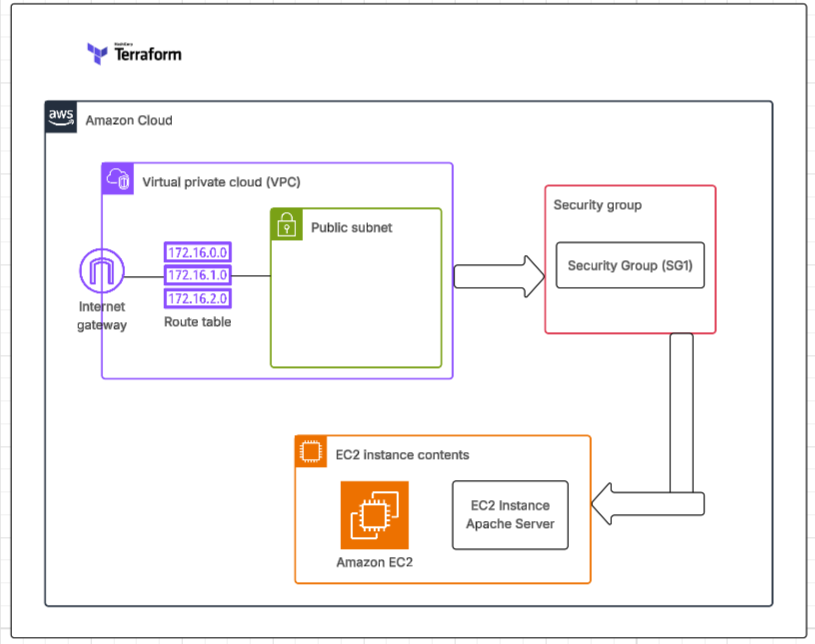 HashiCorp
Terraform
aws
Amazon Cloud
Virtual private cloud (VPC)
Public subnet
172.16.0.0
172.16.1.0
172.16.2.0
Route table
Internet
gateway
Security group
Security Group (SG1)
EC2 instance contents
Amazon EC2
EC2 Instance
Apache Server